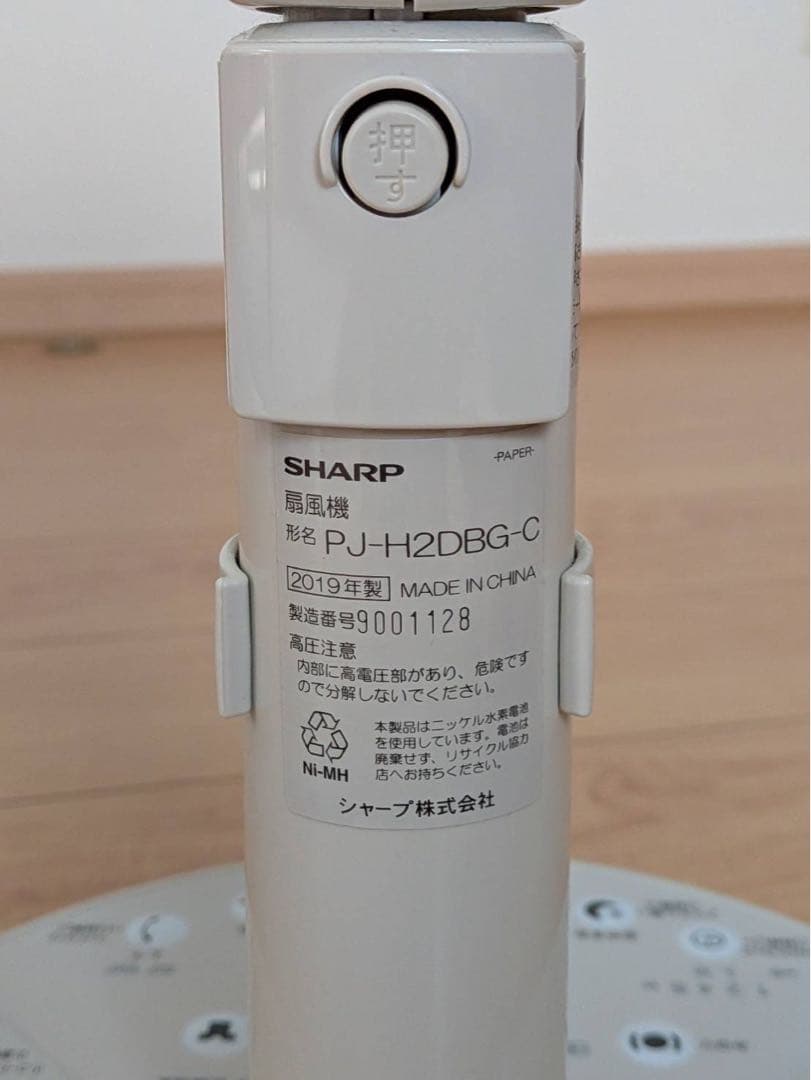 押
す
SHARP
-PAPER-
扇風機
形名 PJ-H2DBG-C
2019年製 MADE IN CHINA
製造番号9001128
高圧注意
内部に高電圧部があり、危険です
ので分解しないでください。
本製品はニッケル水素電池
を使用しています。電池は
廃棄せず、リサイクル協力
店へお持ちください。
Ni-MH
シャープ株式会社